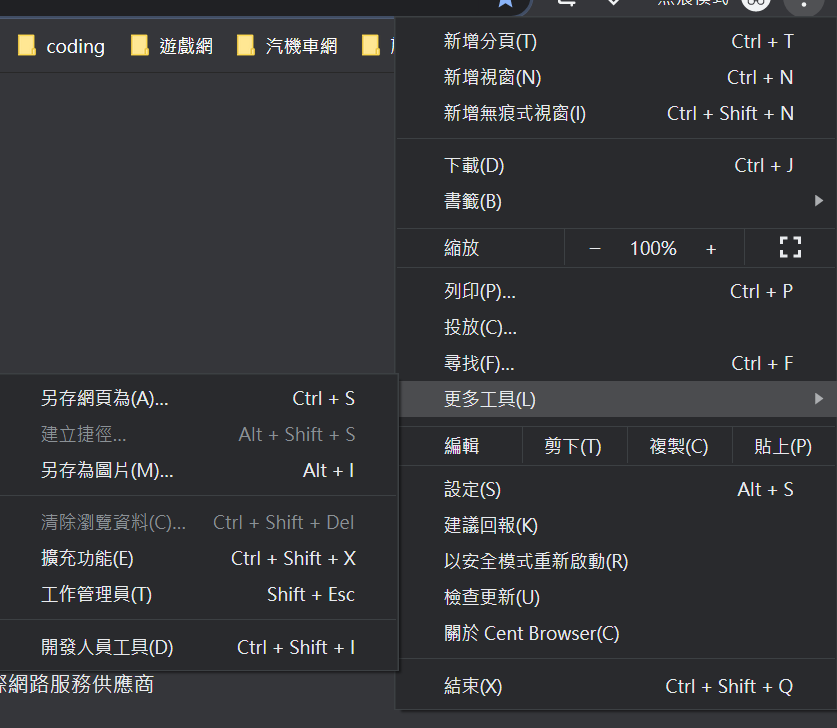 無痕模式
coding 遊戲網 汽機車網
新增分頁(T) Ctrl + T
新增視窗(N) Ctrl + N
新增無痕式視窗(I) Ctrl + Shift + N
下載(D) Ctrl + J
書籤(B)
縮放 − 100% +
列印(P)... Ctrl + P
投放(C)...
尋找(F)... Ctrl + F
更多工具(L)
編輯 剪下(T) 複製(C) 貼上(P)
設定(S) Alt + S
建議回報(K)
以安全模式重新啟動(R)
檢查更新(U)
關於 Cent Browser(C)
結束(X) Ctrl + Shift + Q
另存網頁為(A)... Ctrl + S
建立捷徑... Alt + Shift + S
另存為圖片(M)... Alt + I
清除瀏覽資料(C)... Ctrl + Shift + Del
擴充功能(E) Ctrl + Shift + X
工作管理員(T) Shift + Esc
開發人員工具(D) Ctrl + Shift + I
際網路服務供應商